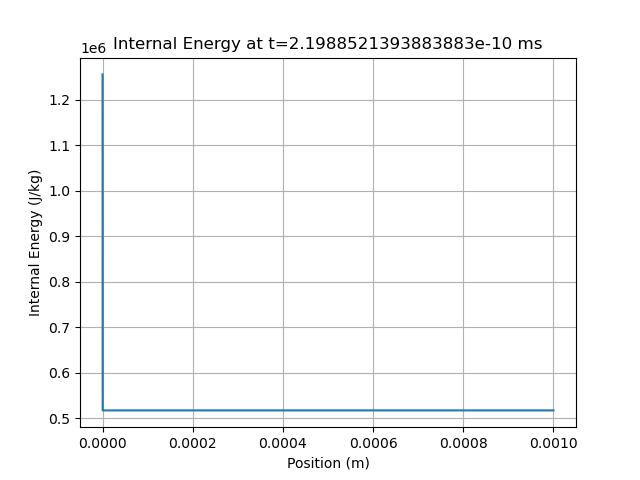 Internal Energy at t=2.1988521393883883e-10 ms
1e6
1.2
1.1
1.0
0.9
0.8
0.7
0.6
0.5
Internal Energy (J/kg)
0.0000 0.0002 0.0004 0.0006 0.0008 0.0010
Position (m)